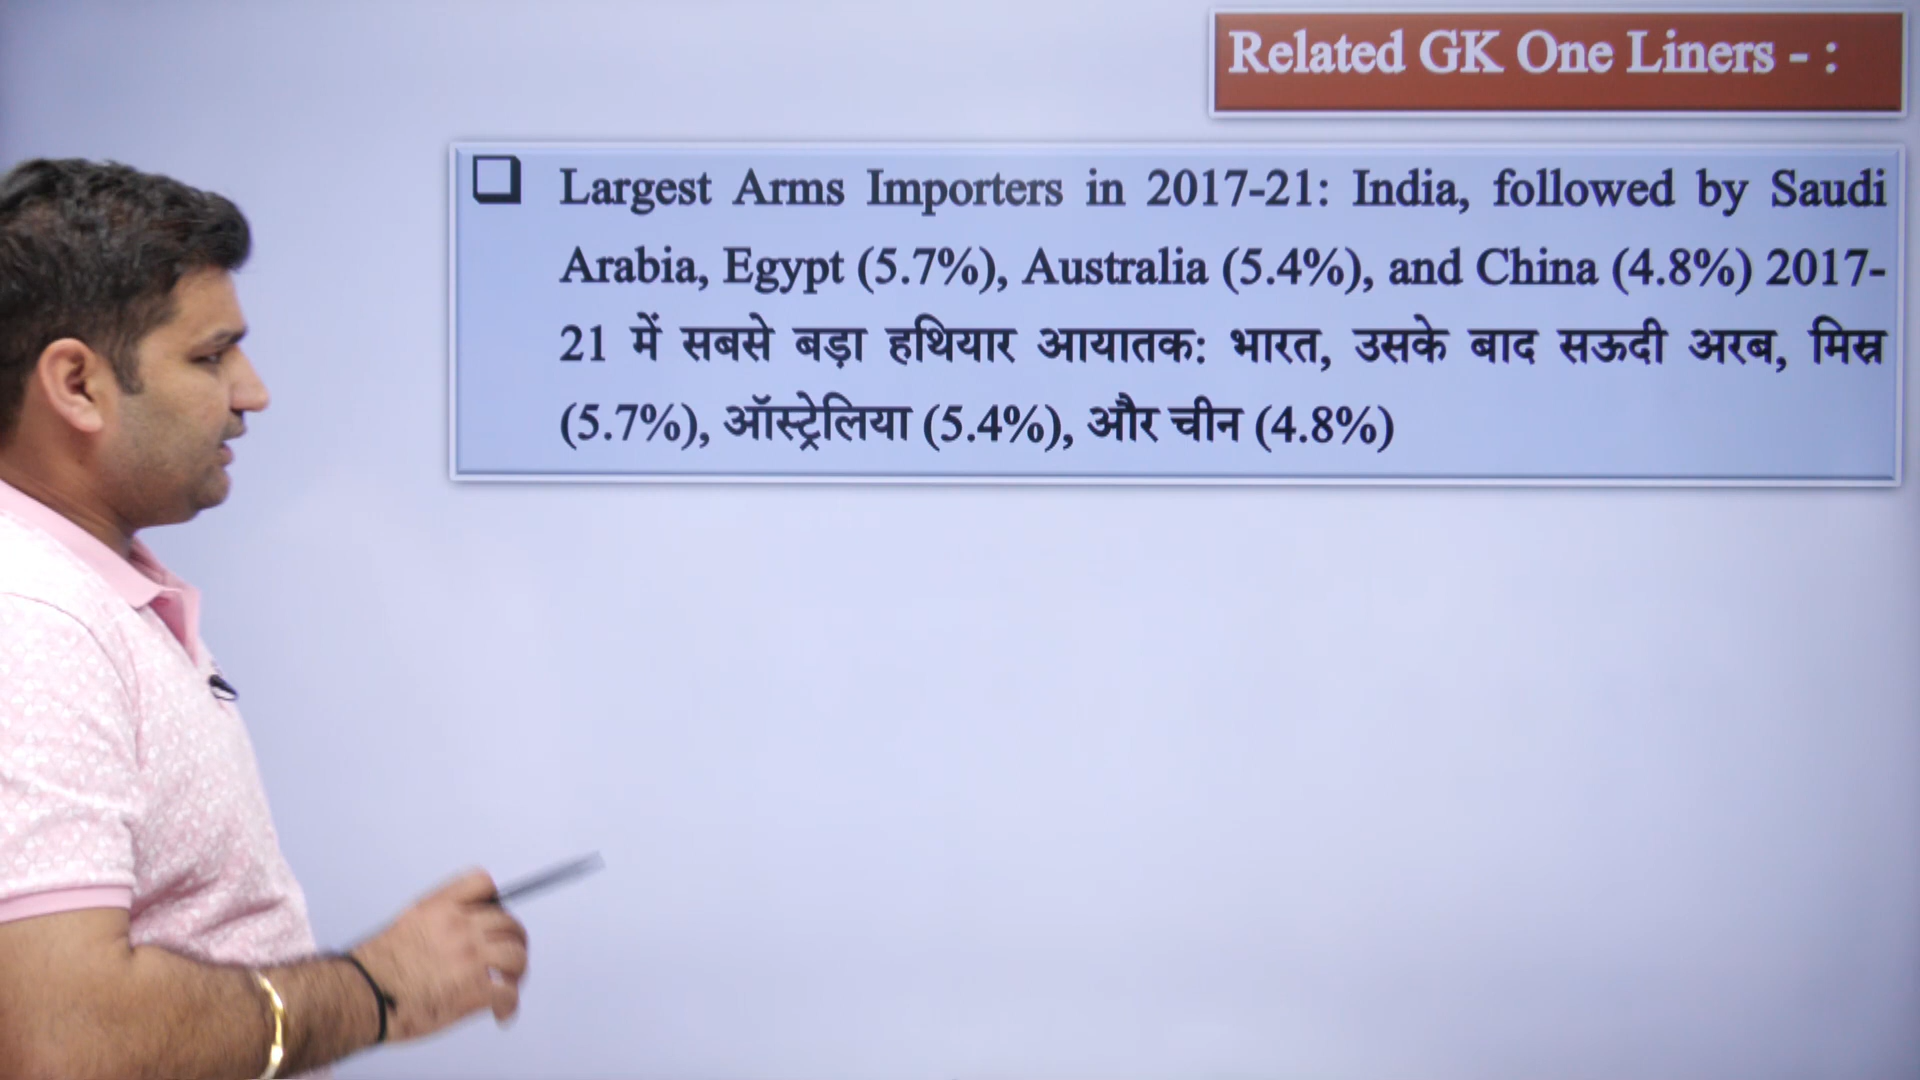 Related GK One Liners - :
Largest Arms Importers in 2017-21: India, followed by Saudi
Arabia, Egypt (5.7%), Australia (5.4%), and China (4.8%) 2017-
21 में सबसे बड़ा हथियार आयातक: भारत, उसके बाद सऊदी अरब, मिस्र
(5.7%), ऑस्ट्रेलिया (5.4%), और चीन (4.8%)